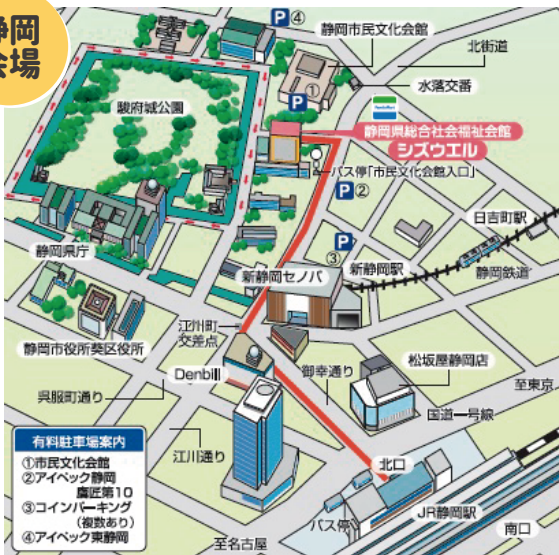 静岡
会場
P④
静岡市民文化会館
北街道
水落交番
駿府城公園
P
①
FamilyMart
静岡県総合社会福祉会館
シズウエル
バス停「市民文化会館入口」
P②
日吉町駅
P
③
静岡県庁
新静岡セノバ
新静岡駅
静岡鉄道
江川町
交差点
静岡市役所葵区役所
Denbill
御幸通り
松坂屋静岡店
呉服町通り
至東京
国道一号線
有料駐車場案内
①市民文化会館
②アイペック静岡
鷹匠第10
③コインパーキング
(複数あり)
④アイペック東静岡
江川通り
北口
バス停
JR静岡駅
至名古屋
南口